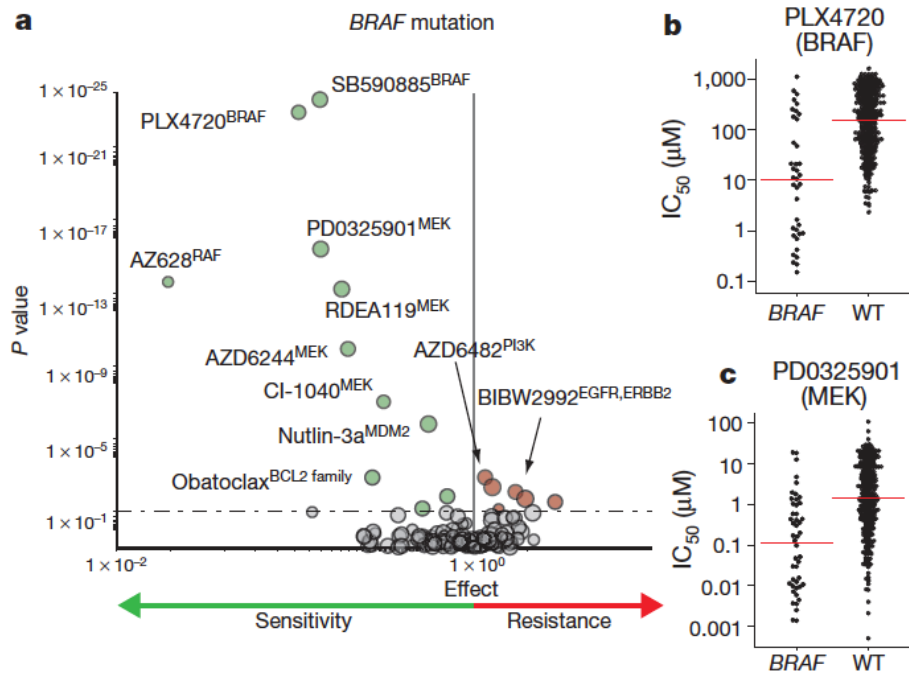 a
BRAF mutation
1 × 10–25
1 × 10–21
1 × 10–17
1 × 10–13
1 × 10–9
1 × 10–5
1 × 10–1
P value
SB590885BRAF
PLX4720BRAF
PD0325901MEK
AZ628RAF
RDEA119MEK
AZD6244MEK
AZD6482PI3K
CI-1040MEK
BIBW2992EGFR,ERBB2
Nutlin-3aMDM2
ObatoclaxBCL2 family
1 × 10–2
1 × 100
Effect
Sensitivity
Resistance
b
PLX4720
(BRAF)
IC50 (μM)
1,000
100
10
1
0.1
BRAF
WT
c
PD0325901
(MEK)
IC50 (μM)
100
10
1
0.1
0.01
0.001
BRAF
WT